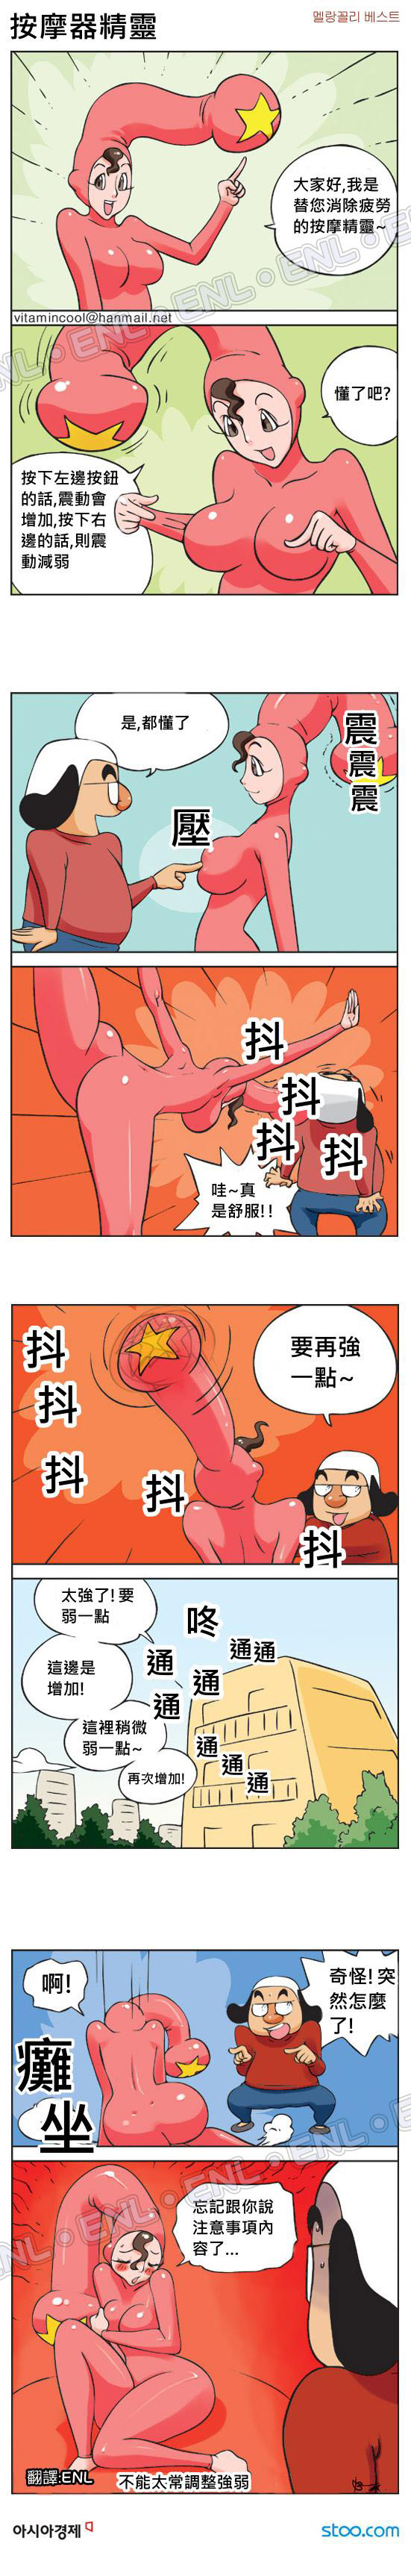 按摩器精靈
멜랑꼴리 베스트
大家好,我是
替您消除疲勞
的按摩精靈~
vitamincool@hanmail.net
ENL • ENL • ENL • ENL
懂了吧?
按下左邊按鈕
的話,震動會
增加,按下右
邊的話,則震
動減弱
是,都懂了
震
震
震
壓
抖
抖
抖
抖
哇~真
是舒服!!
抖
抖
抖
抖
抖
要再強
一點~
太強了!要
弱一點
這邊是
增加!
這裡稍微
弱一點~
再次增加!
咚
通
通
通
通通
通
通
通
啊!
癱
坐
奇怪!突
然怎麼
了!
ENL • ENL • ENL • ENL
忘記跟你說
注意事項內
容了...
翻譯:ENL
不能太常調整強弱
아시아경제
stoo.com